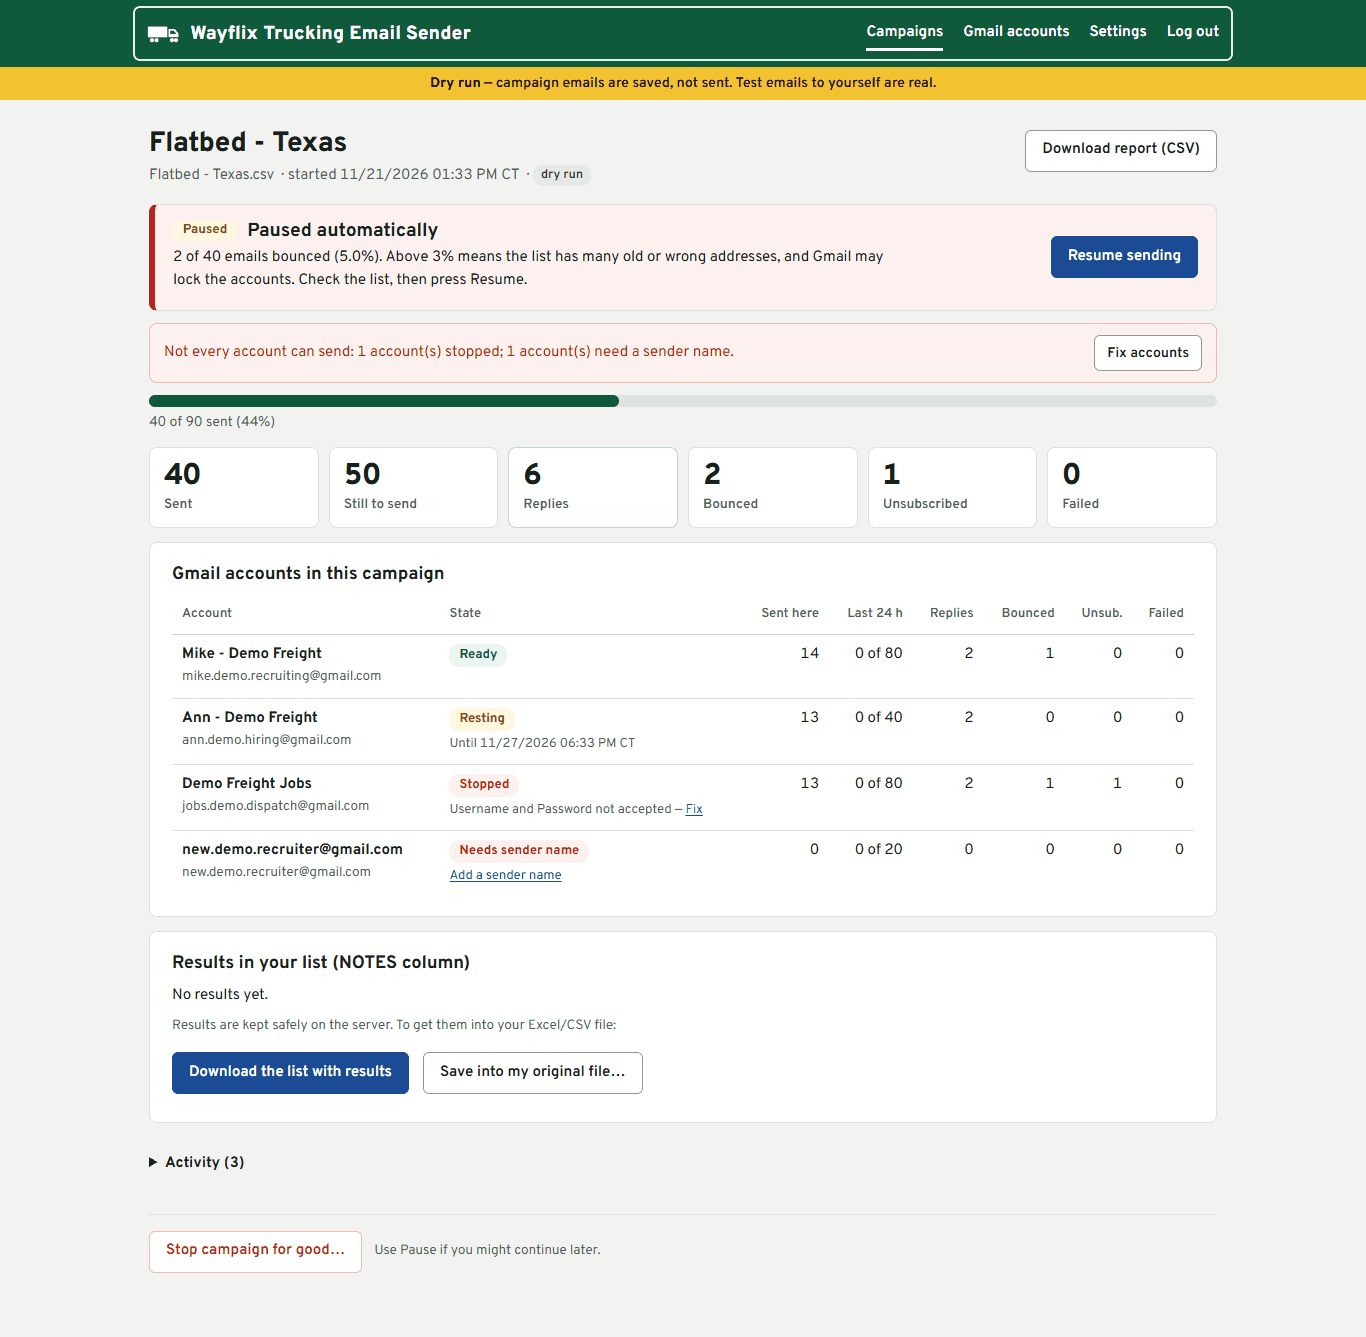 Wayflix Trucking Email Sender
Campaigns
Gmail accounts
Settings
Log out
Dry run — campaign emails are saved, not sent. Test emails to yourself are real.
Flatbed - Texas
Flatbed - Texas.csv · started 11/21/2026 01:33 PM CT · dry run
Download report (CSV)
Paused Paused automatically
2 of 40 emails bounced (5.0%). Above 3% means the list has many old or wrong addresses, and Gmail may
lock the accounts. Check the list, then press Resume.
Resume sending
Not every account can send: 1 account(s) stopped; 1 account(s) need a sender name.
Fix accounts
40 of 90 sent (44%)
40
Sent
50
Still to send
6
Replies
2
Bounced
1
Unsubscribed
0
Failed
Gmail accounts in this campaign
Account State Sent here Last 24 h Replies Bounced Unsub. Failed
Mike - Demo Freight Ready 14 0 of 80 2 1 0 0
mike.demo.recruiting@gmail.com
Ann - Demo Freight Resting 13 0 of 40 2 0 0 0
ann.demo.hiring@gmail.com Until 11/27/2026 06:33 PM CT
Demo Freight Jobs Stopped 13 0 of 80 2 1 1 0
jobs.demo.dispatch@gmail.com Username and Password not accepted — Fix
new.demo.recruiter@gmail.com Needs sender name 0 0 of 20 0 0 0 0
new.demo.recruiter@gmail.com Add a sender name
Results in your list (NOTES column)
No results yet.
Results are kept safely on the server. To get them into your Excel/CSV file:
Download the list with results
Save into my original file...
Activity (3)
Stop campaign for good...
Use Pause if you might continue later.